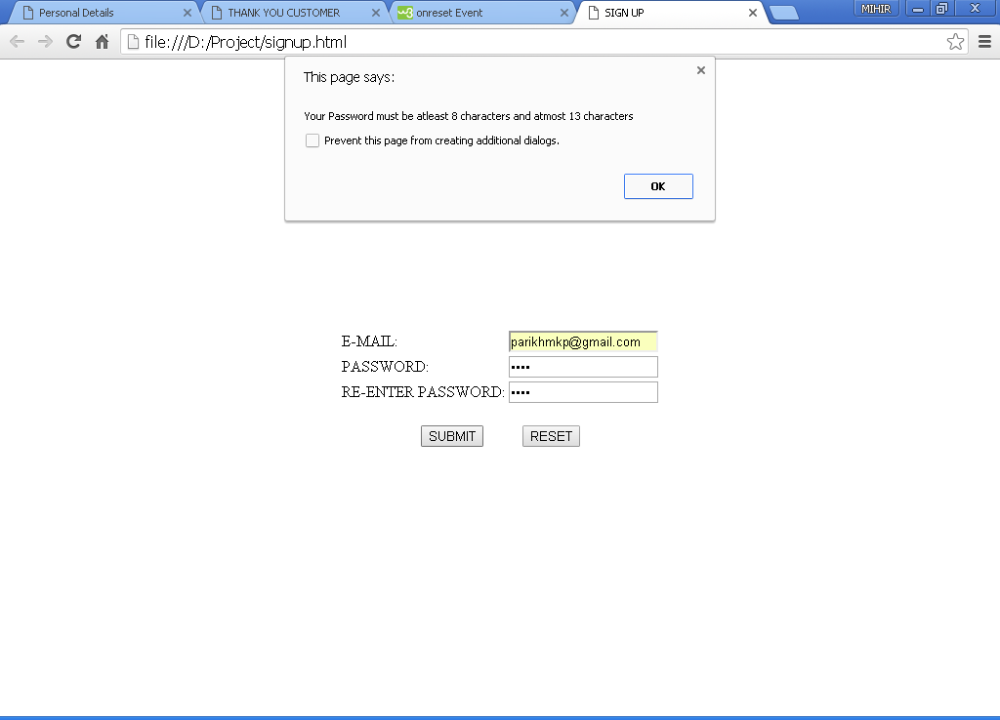 Personal Details
THANK YOU CUSTOMER
onreset Event
SIGN UP
MIHIR
file:///D:/Project/signup.html
This page says:
Your Password must be atleast 8 characters and atmost 13 characters
Prevent this page from creating additional dialogs.
OK
E-MAIL: parikhmkp@gmail.com
PASSWORD: ••••
RE-ENTER PASSWORD: ••••
SUBMIT RESET